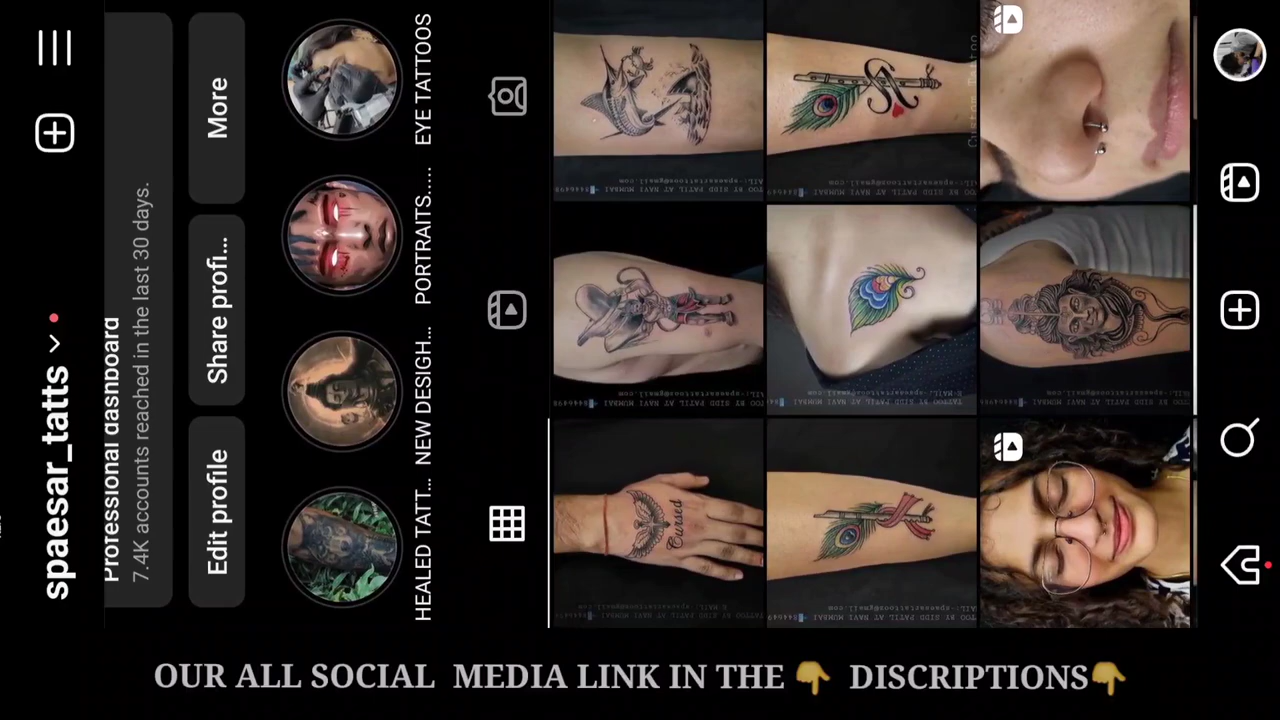 spaesar_tatts
Professional dashboard
7.4K accounts reached in the last 30 days.
Edit profile
Share profi...
More
HEALED TATT...
NEW DESIGH...
PORTRAITS.....
EYE TATTOOS
Cursed
OUR ALL SOCIAL MEDIA LINK IN THE 👇 DISCRIPTIONS👇